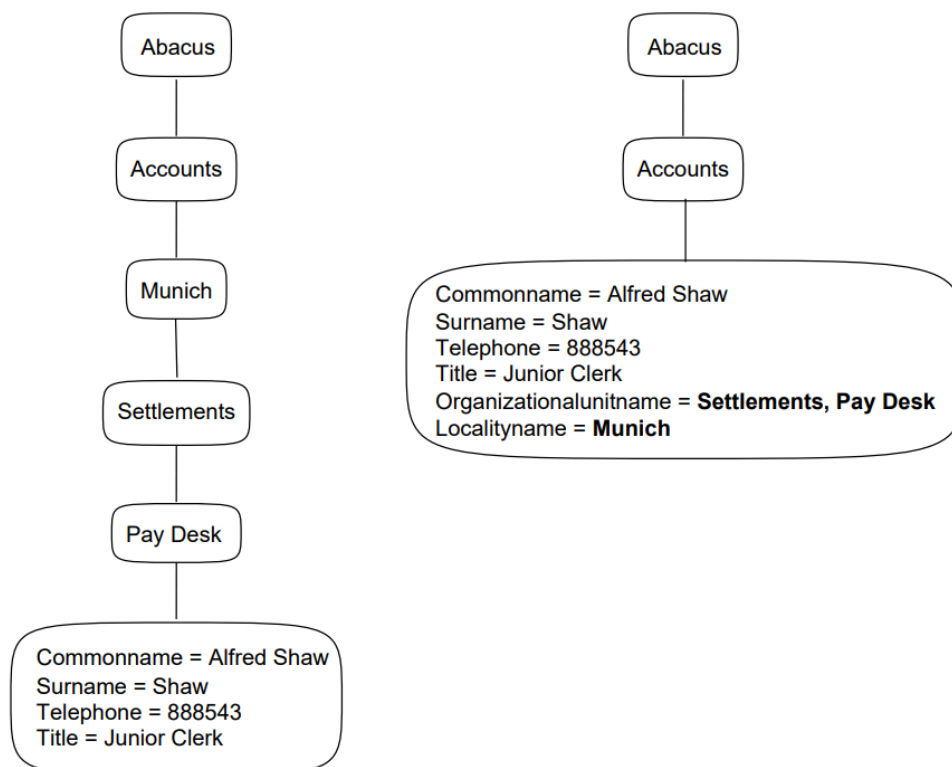 Abacus
Accounts
Munich
Settlements
Pay Desk
Commonname = Alfred Shaw
Surname = Shaw
Telephone = 888543
Title = Junior Clerk
Abacus
Accounts
Commonname = Alfred Shaw
Surname = Shaw
Telephone = 888543
Title = Junior Clerk
Organizationalunitname = Settlements, Pay Desk
Localityname = Munich